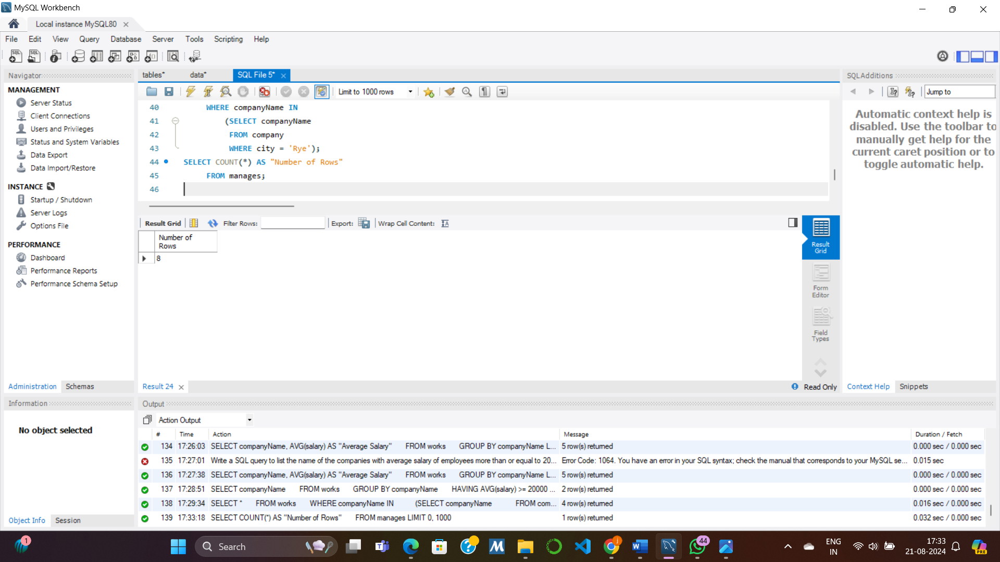 MySQL Workbench
Local instance MySQL80
File Edit View Query Database Server Tools Scripting Help
Navigator
MANAGEMENT
Server Status
Client Connections
Users and Privileges
Status and System Variables
Data Export
Data Import/Restore
INSTANCE
Startup / Shutdown
Server Logs
Options File
PERFORMANCE
Dashboard
Performance Reports
Performance Schema Setup
Administration Schemas
Information
No object selected
Object Info Session
tables* data* SQL File 5*
Limit to 1000 rows
40 WHERE companyName IN
41 (SELECT companyName
42 FROM company
43 WHERE city = 'Rye');
44 SELECT COUNT(*) AS "Number of Rows"
45 FROM manages;
46
Result Grid Filter Rows: Export: Wrap Cell Content:
Number of
Rows
8
Result
Grid
Form
Editor
Field
Types
Result 24 Read Only
SQLAdditions
Jump to
Automatic context help is
disabled. Use the toolbar to
manually get help for the
current caret position or to
toggle automatic help.
Context Help Snippets
Output
Action Output
# Time Action Message Duration / Fetch
134 17:26:03 SELECT companyName, AVG(salary) AS "Average Salary" FROM works GROUP BY companyName L... 5 row(s) returned 0.000 sec / 0.000 sec
135 17:27:01 Write a SQL query to list the name of the companies with average salary of employees more than or equal to 20... Error Code: 1064. You have an error in your SQL syntax; check the manual that corresponds to your MySQL se... 0.015 sec
136 17:27:38 SELECT companyName, AVG(salary) AS "Average Salary" FROM works GROUP BY companyName L... 5 row(s) returned 0.000 sec / 0.000 sec
137 17:28:51 SELECT companyName FROM works GROUP BY companyName HAVING AVG(salary) >= 20000 ... 2 row(s) returned 0.000 sec / 0.000 sec
138 17:29:34 SELECT * FROM works WHERE companyName IN (SELECT companyName FROM com... 4 row(s) returned 0.016 sec / 0.000 sec
139 17:33:18 SELECT COUNT(*) AS "Number of Rows" FROM manages LIMIT 0, 1000 1 row(s) returned 0.032 sec / 0.000 sec
1
Search
44
ENG
IN
17:33
21-08-2024
PRE